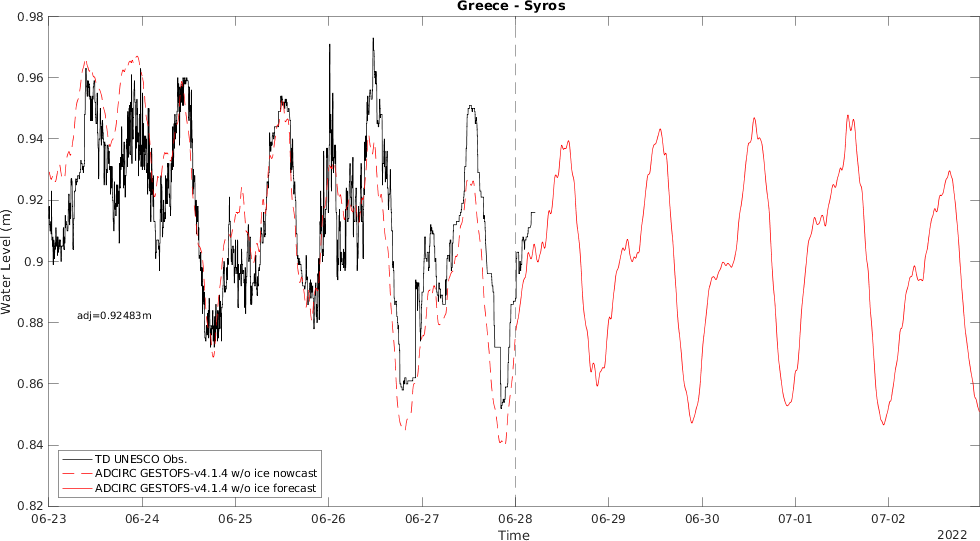 Greece - Syros
0.98
0.96
0.94
0.92
0.9
0.88
0.86
0.84
0.82
Water Level (m)
adj=0.92483m
TD UNESCO Obs.
ADCIRC GESTOFS-v4.1.4 w/o ice nowcast
ADCIRC GESTOFS-v4.1.4 w/o ice forecast
06-23 06-24 06-25 06-26 06-27 06-28 06-29 06-30 07-01 07-02
Time
2022